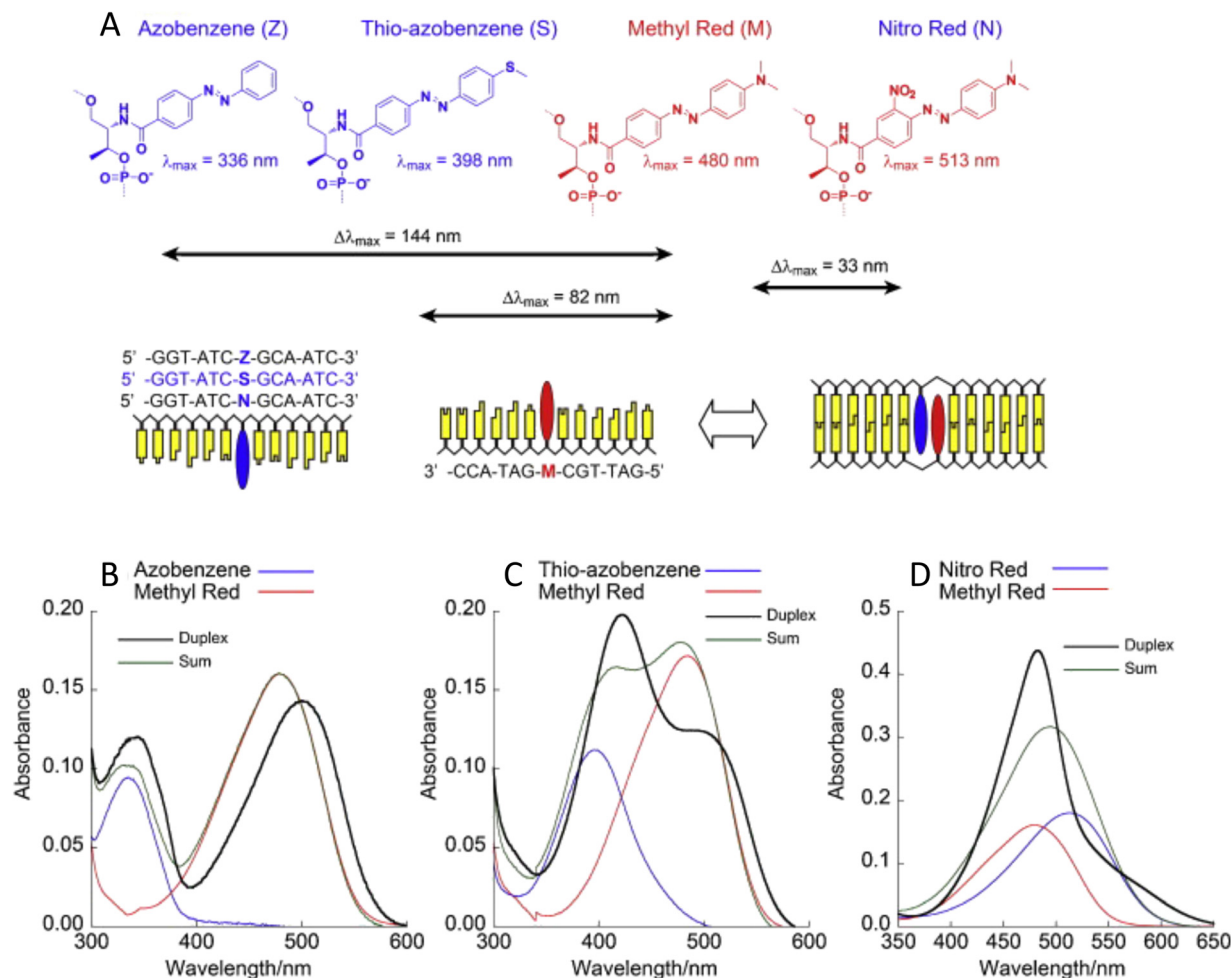 A
Azobenzene (Z) Thio-azobenzene (S) Methyl Red (M) Nitro Red (N)
O N H O O O=P-O⁻ N N
λmax = 336 nm
O N H O O O=P-O⁻ N N S
λmax = 398 nm
O N H O O O=P-O⁻ N N N
λmax = 480 nm
O N H O O O=P-O⁻ NO₂ N N N
λmax = 513 nm
Δλmax = 144 nm
Δλmax = 33 nm
Δλmax = 82 nm
5' -GGT-ATC-Z-GCA-ATC-3'
5' -GGT-ATC-S-GCA-ATC-3'
5' -GGT-ATC-N-GCA-ATC-3'
3' -CCA-TAG-M-CGT-TAG-5'
B
Azobenzene
Methyl Red
Duplex
Sum
0.20
0.15
0.10
0.05
0.00
Absorbance
300 400 500 600
Wavelength/nm
C
Thio-azobenzene
Methyl Red
Duplex
Sum
0.20
0.15
0.10
0.05
0.00
Absorbance
300 400 500 600
Wavelength/nm
D
Nitro Red
Methyl Red
Duplex
Sum
0.5
0.4
0.3
0.2
0.1
0.0
Absorbance
350 450 500 550 600 650
Wavelength/nm